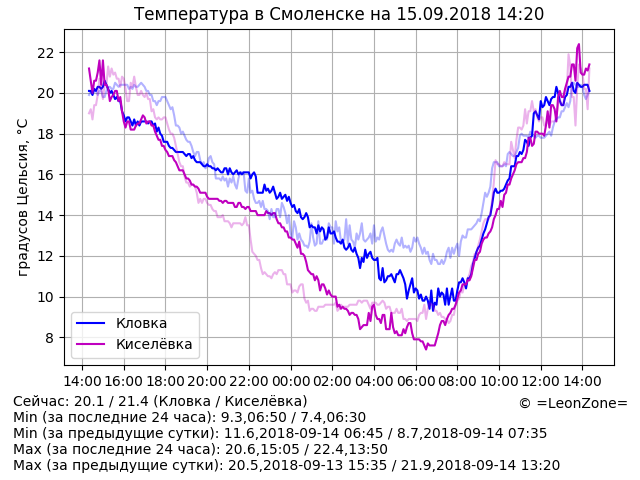 Температура в Смоленске на 15.09.2018 14:20
градусов Цельсия, °C
22
20
18
16
14
12
10
8
Кловка
Киселёвка
14:00 16:00 18:00 20:00 22:00 00:00 02:00 04:00 06:00 08:00 10:00 12:00 14:00
Сейчас: 20.1 / 21.4 (Кловка / Киселёвка)
© =LeonZone=
Min (за последние 24 часа): 9.3,06:50 / 7.4,06:30
Min (за предыдущие сутки): 11.6,2018-09-14 06:45 / 8.7,2018-09-14 07:35
Max (за последние 24 часа): 20.6,15:05 / 22.4,13:50
Max (за предыдущие сутки): 20.5,2018-09-13 15:35 / 21.9,2018-09-14 13:20